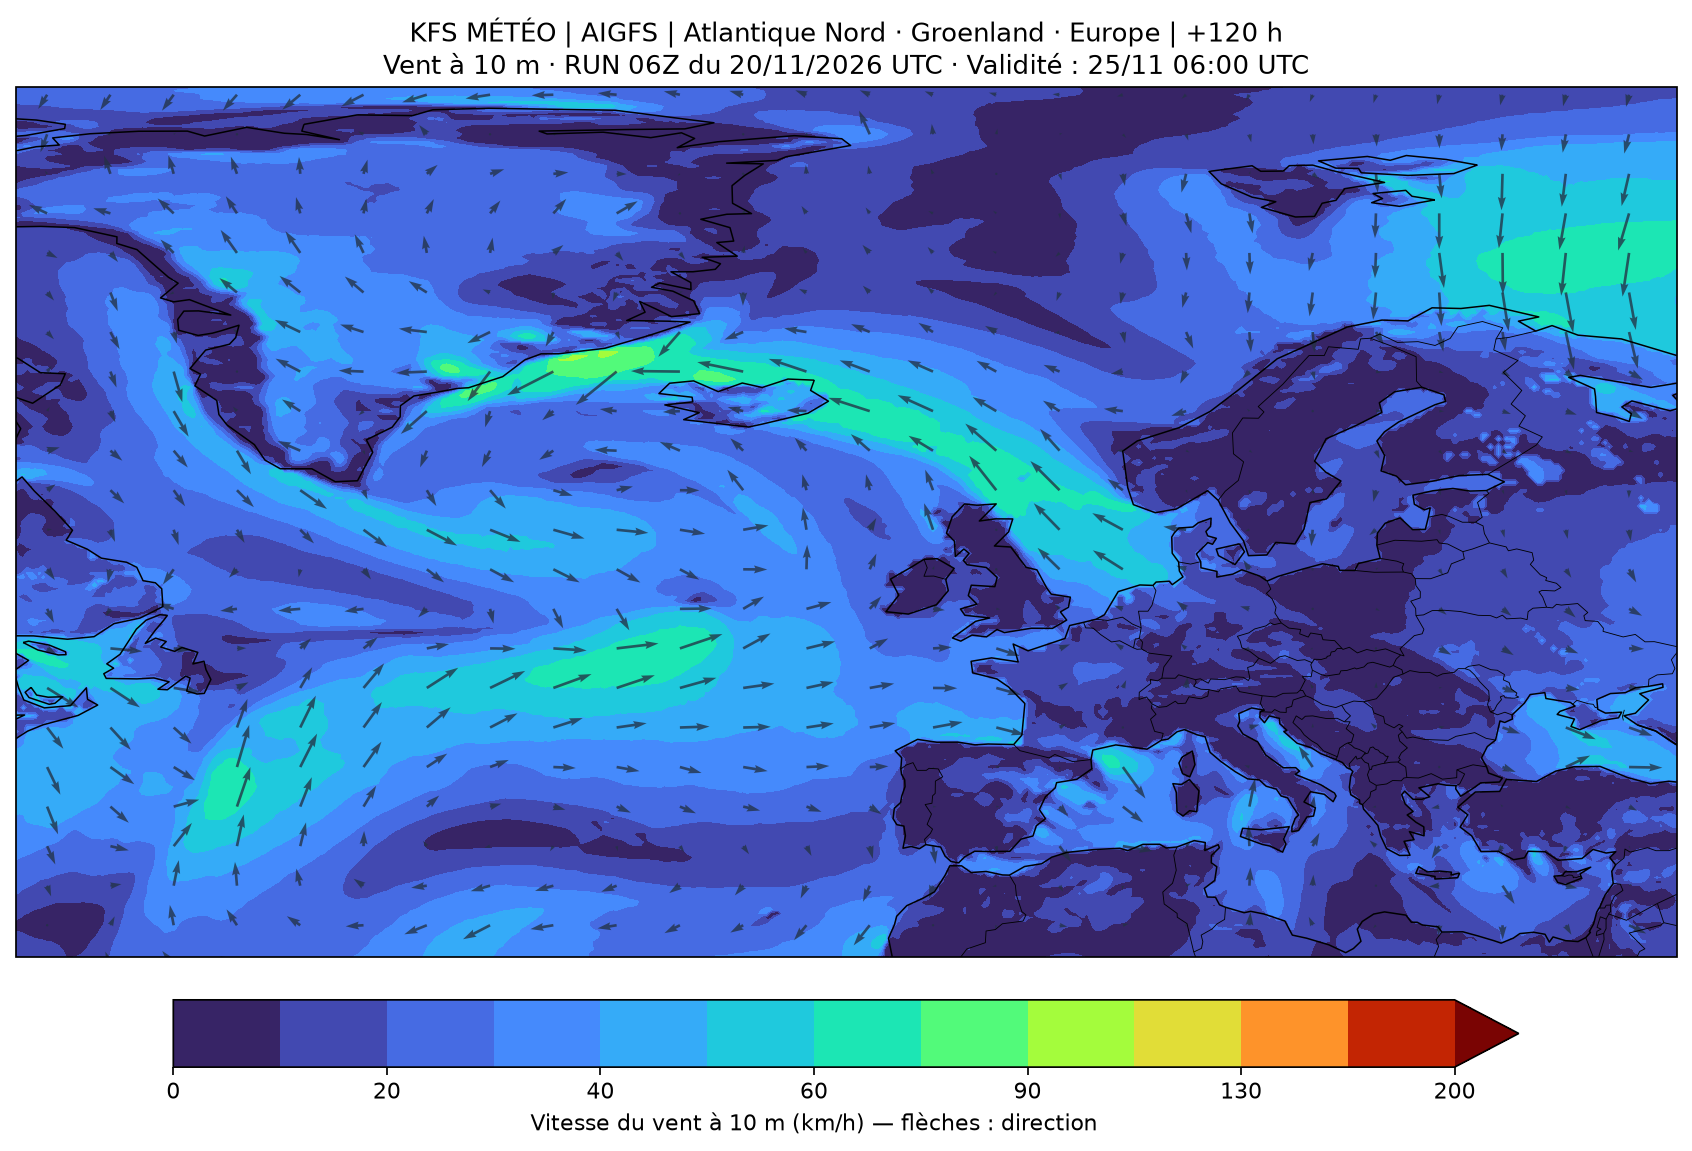 KFS MÉTÉO | AIGFS | Atlantique Nord · Groenland · Europe | +120 h
Vent à 10 m · RUN 06Z du 20/11/2026 UTC · Validité : 25/11 06:00 UTC
0 20 40 60 90 130 200
Vitesse du vent à 10 m (km/h) — flèches : direction